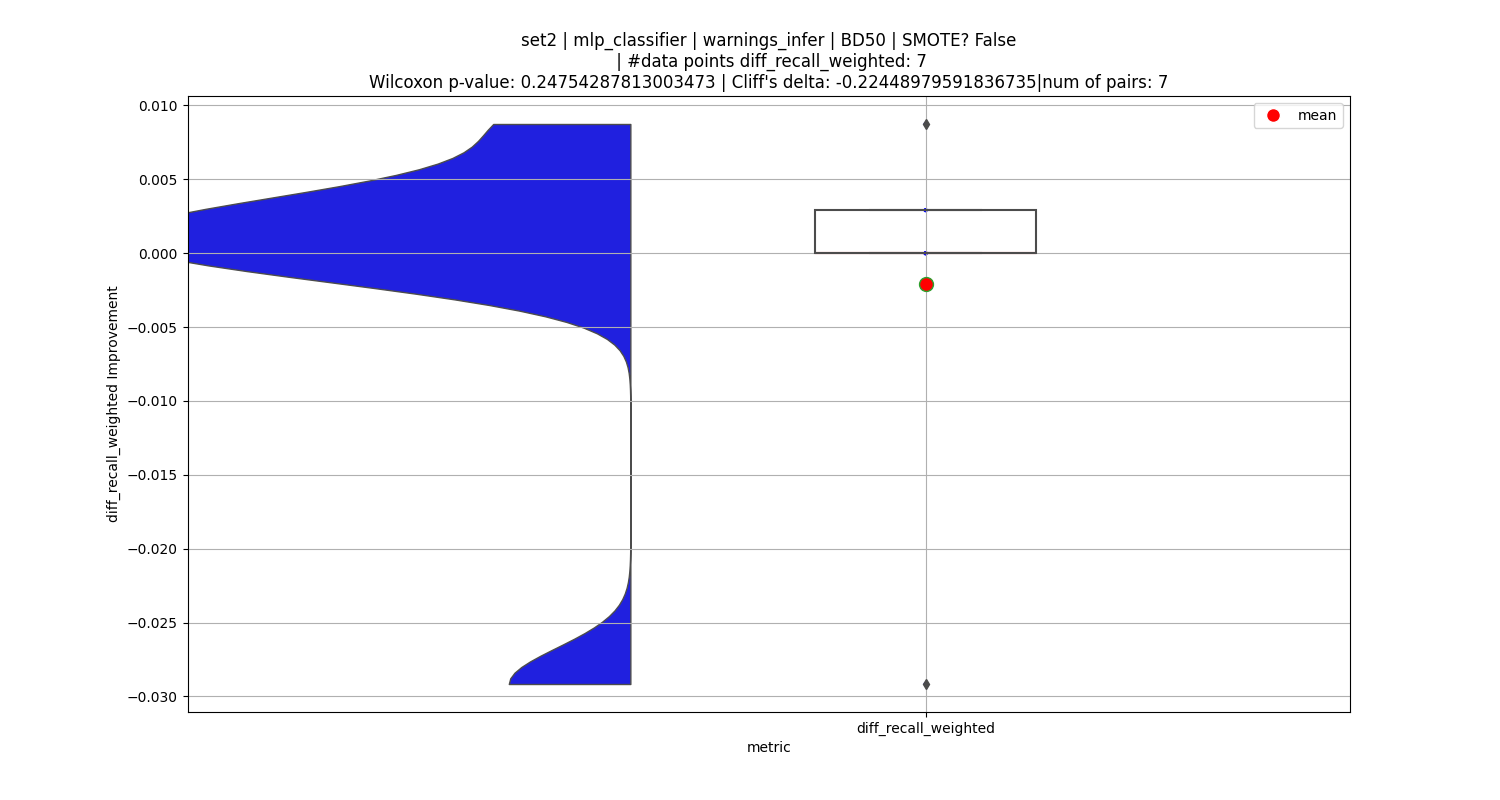 set2 | mlp_classifier | warnings_infer | BD50 | SMOTE? False
| #data points diff_recall_weighted: 7
Wilcoxon p-value: 0.24754287813003473 | Cliff's delta: -0.22448979591836735|num of pairs: 7
mean
0.010
0.005
0.000
−0.005
−0.010
−0.015
−0.020
−0.025
−0.030
diff_recall_weighted Improvement
diff_recall_weighted
metric